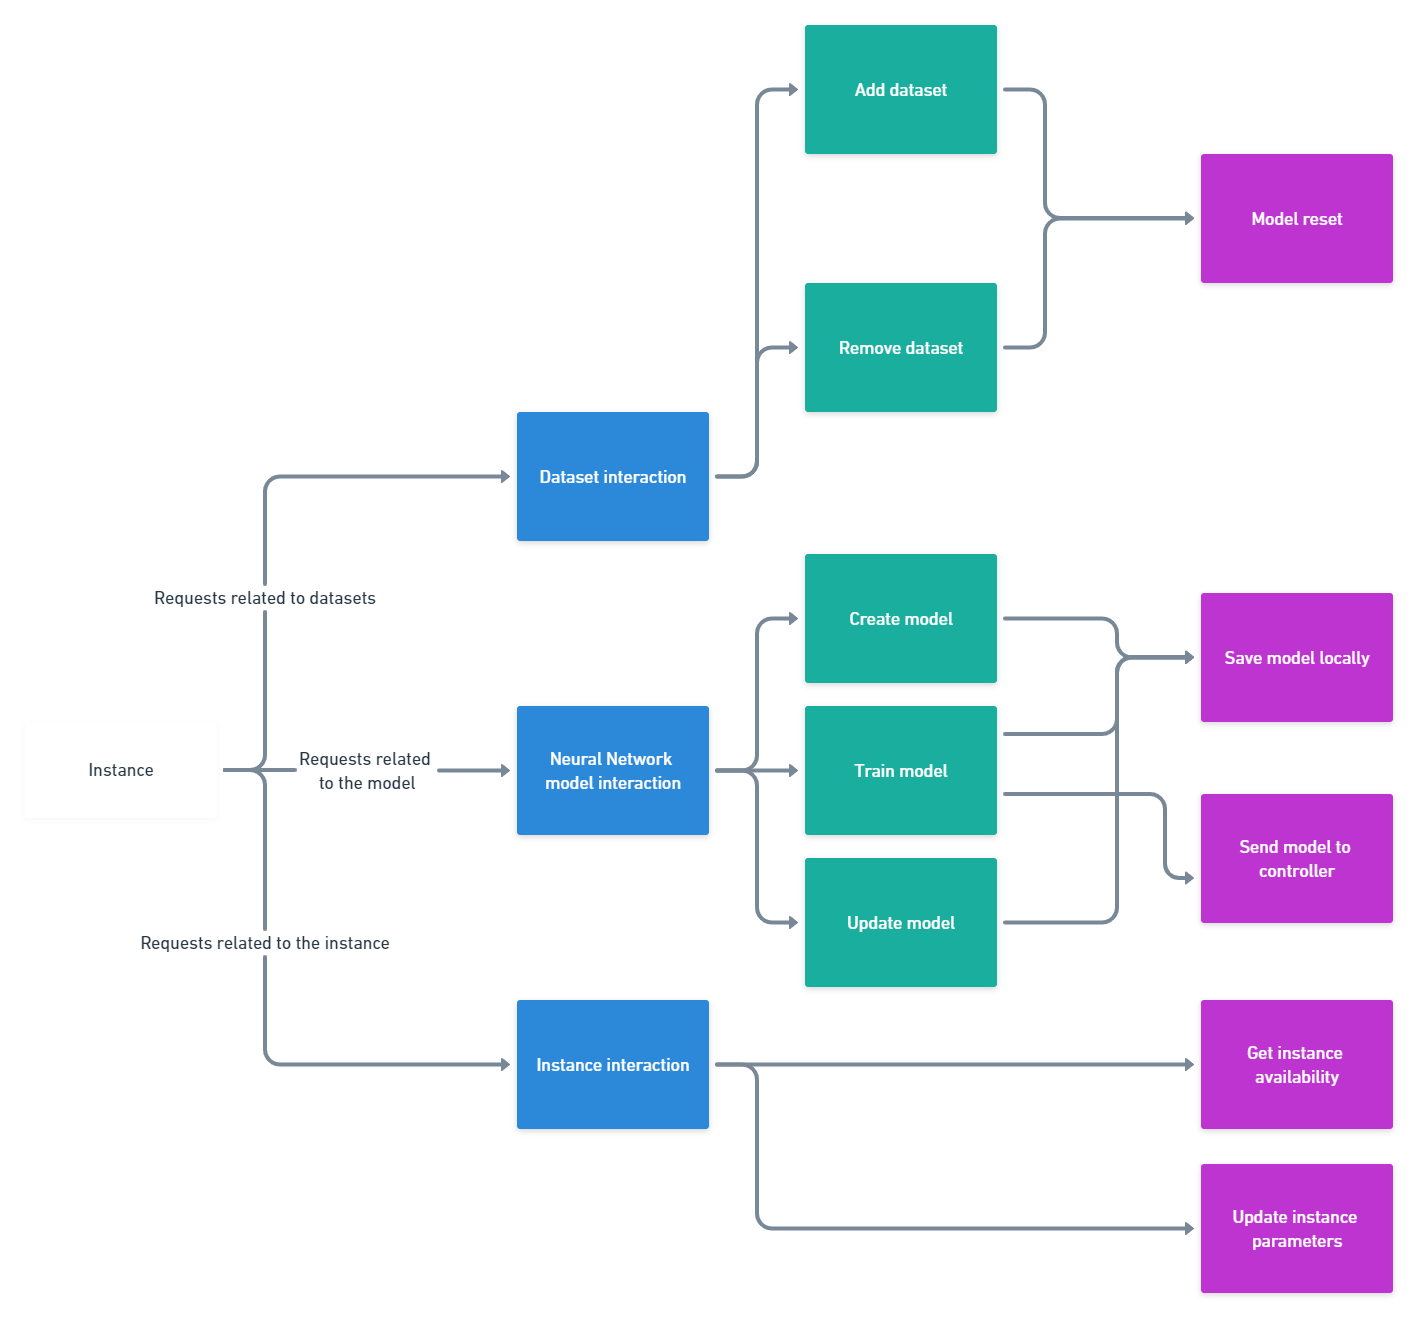 Add dataset
Model reset
Remove dataset
Dataset interaction
Requests related to datasets
Create model
Save model locally
Instance
Requests related
to the model
Neural Network
model interaction
Train model
Send model to
controller
Update model
Requests related to the instance
Instance interaction
Get instance
availability
Update instance
parameters